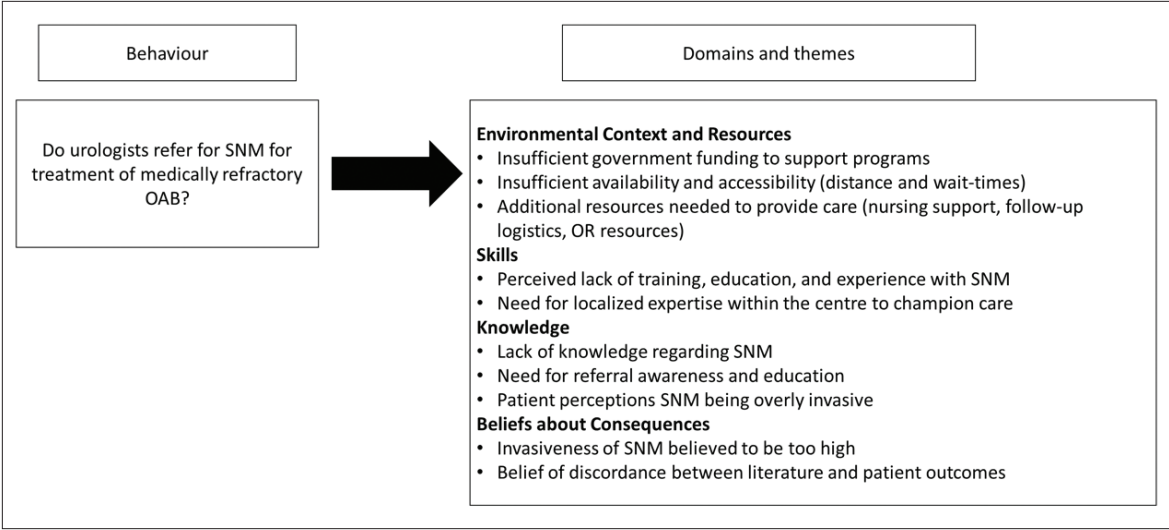 Behaviour
Domains and themes
Do urologists refer for SNM for
treatment of medically refractory
OAB?
Environmental Context and Resources
• Insufficient government funding to support programs
• Insufficient availability and accessibility (distance and wait-times)
• Additional resources needed to provide care (nursing support, follow-up
logistics, OR resources)
Skills
• Perceived lack of training, education, and experience with SNM
• Need for localized expertise within the centre to champion care
Knowledge
• Lack of knowledge regarding SNM
• Need for referral awareness and education
• Patient perceptions SNM being overly invasive
Beliefs about Consequences
• Invasiveness of SNM believed to be too high
• Belief of discordance between literature and patient outcomes